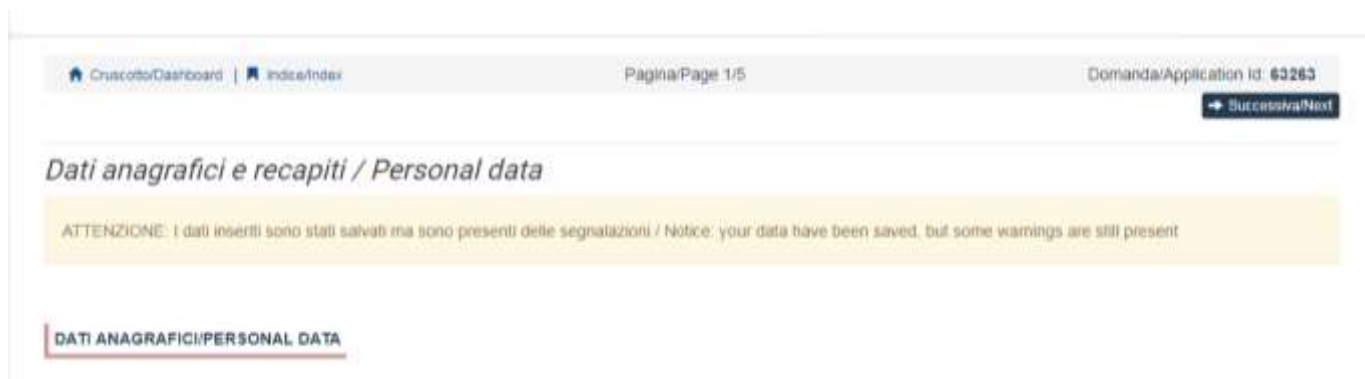 Cruscotto/Dashboard | Indice/Index
Pagina/Page 1/5
Domanda/Application Id: 63263
Successiva/Next
Dati anagrafici e recapiti / Personal data
ATTENZIONE: I dati inseriti sono stati salvati ma sono presenti delle segnalazioni / Notice: your data have been saved, but some warnings are still present
DATI ANAGRAFICI/PERSONAL DATA